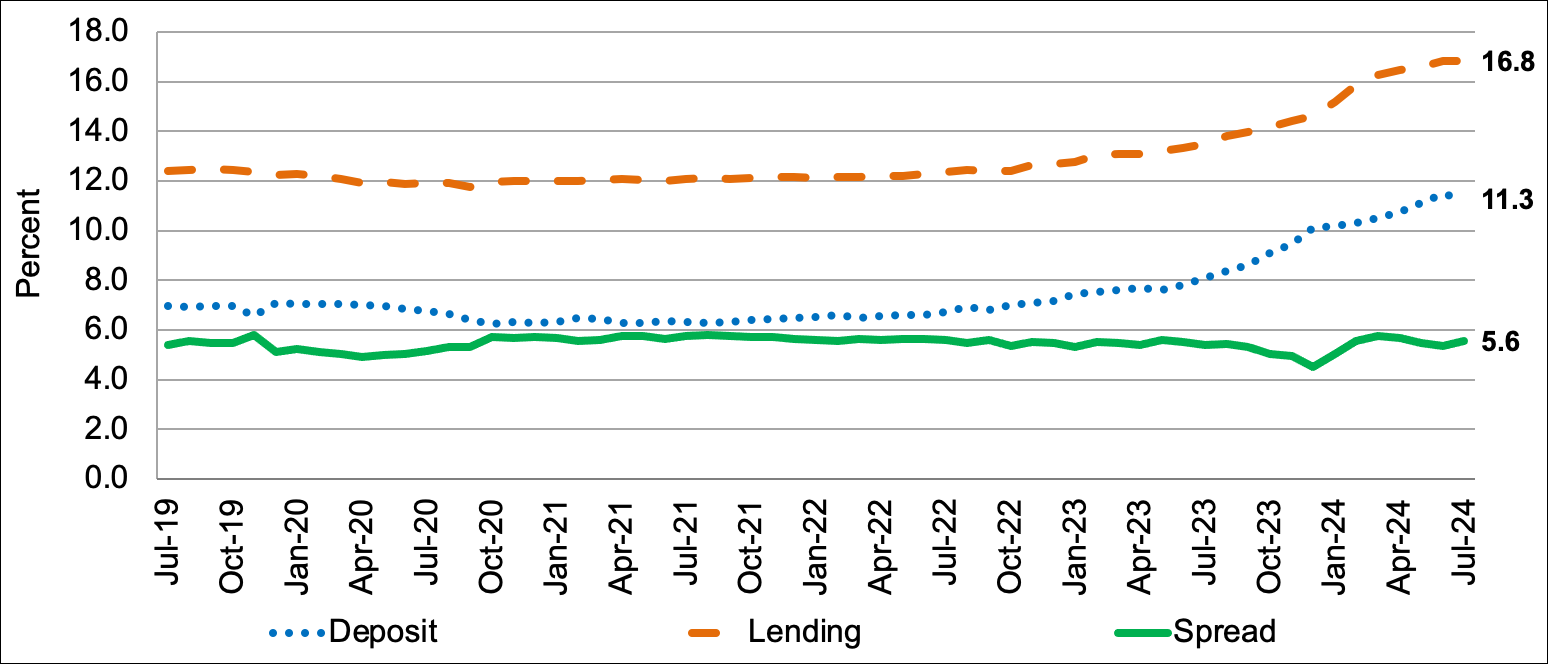 18.0
16.0
14.0
12.0
10.0
8.0
6.0
4.0
2.0
0.0
Percent
16.8
11.3
5.6
Jul-19
Oct-19
Jan-20
Apr-20
Jul-20
Oct-20
Jan-21
Apr-21
Jul-21
Oct-21
Jan-22
Apr-22
Jul-22
Oct-22
Jan-23
Apr-23
Jul-23
Oct-23
Jan-24
Apr-24
Jul-24
Deposit
Lending
Spread